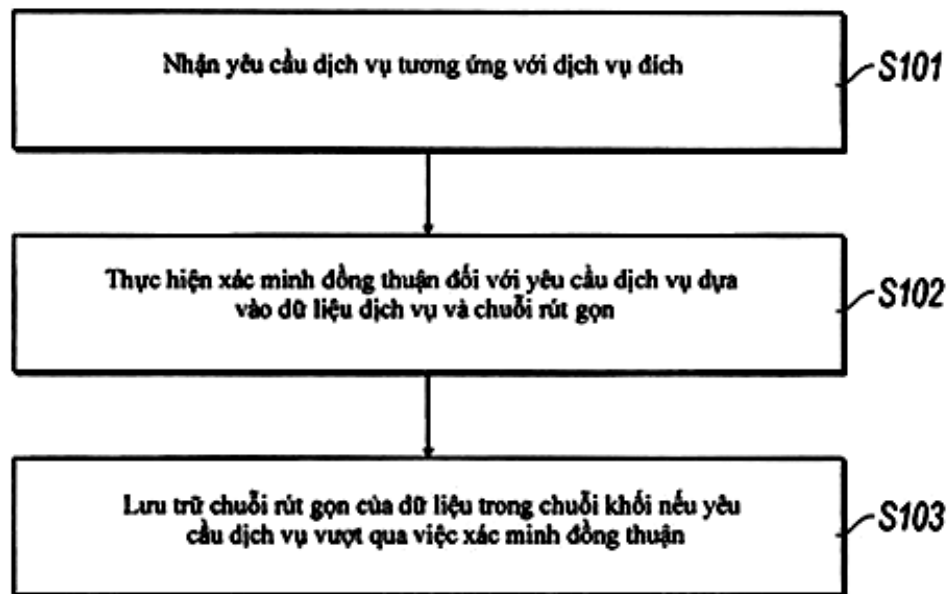 Nhận yêu cầu dịch vụ tương ứng với dịch vụ đích
S101
Thực hiện xác minh đồng thuận đối với yêu cầu dịch vụ dựa
vào dữ liệu dịch vụ và chuỗi rút gọn
S102
Lưu trữ chuỗi rút gọn của dữ liệu trong chuỗi khối nếu yêu
cầu dịch vụ vượt qua việc xác minh đồng thuận
S103